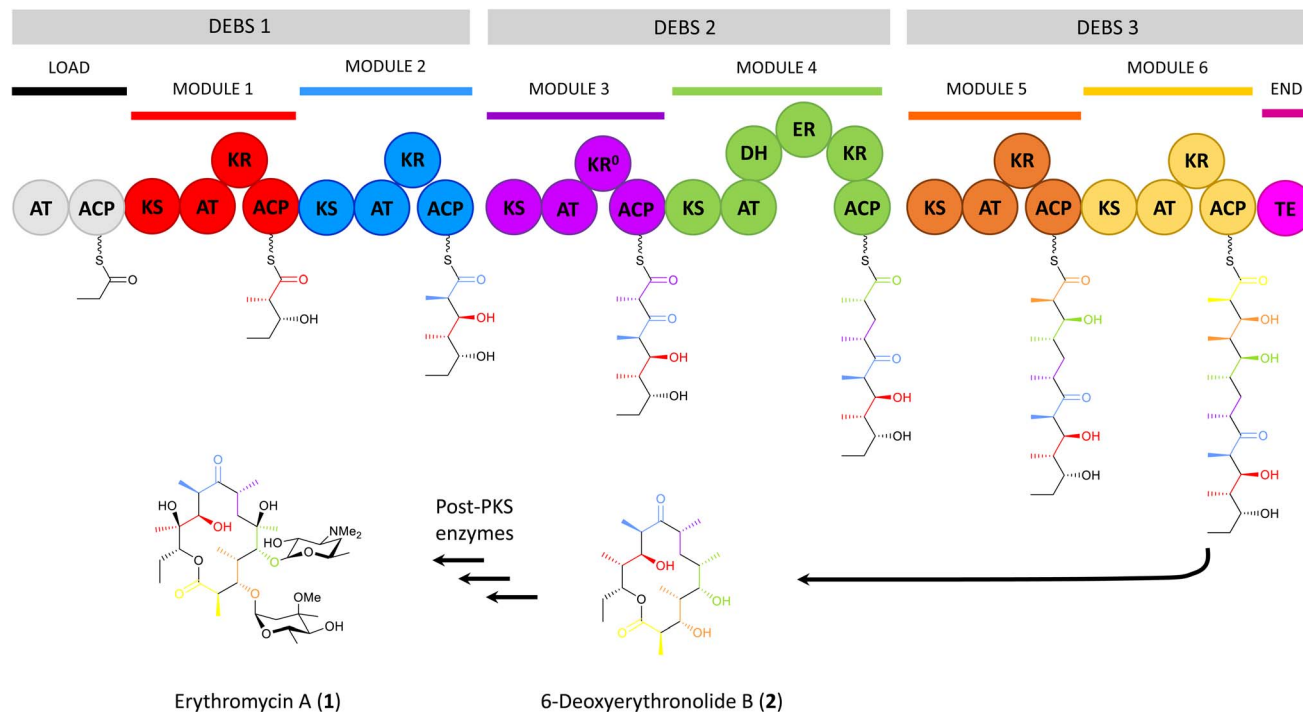 DEBS 1 DEBS 2 DEBS 3
LOAD MODULE 1 MODULE 2 MODULE 3 MODULE 4 MODULE 5 MODULE 6 END
AT ACP KS AT KR ACP KS AT KR ACP KS AT KR⁰ ACP KS AT DH ER KR ACP KS AT KR ACP KS AT KR ACP TE
S S S S S S S
O O O O O O O
OH
OH
OH
O
OH
OH
O
OH
OH
OH
O
OH
OH
OH
OH
O
OH
OH
O
HO
OH
HO
O
O
O
HO
NMe₂
O
O
OMe
O
OH
Post-PKS
enzymes
O
OH
O
O
OH
OH
Erythromycin A (1) 6-Deoxyerythronolide B (2)